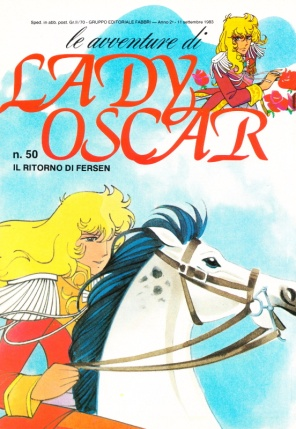 Sped. in abb. post. Gr.II/70 - GRUPPO EDITORIALE FABBRI - Anno 2° - 11 settembre 1983
le avventure di
LADY
OSCAR
n. 50
IL RITORNO DI FERSEN